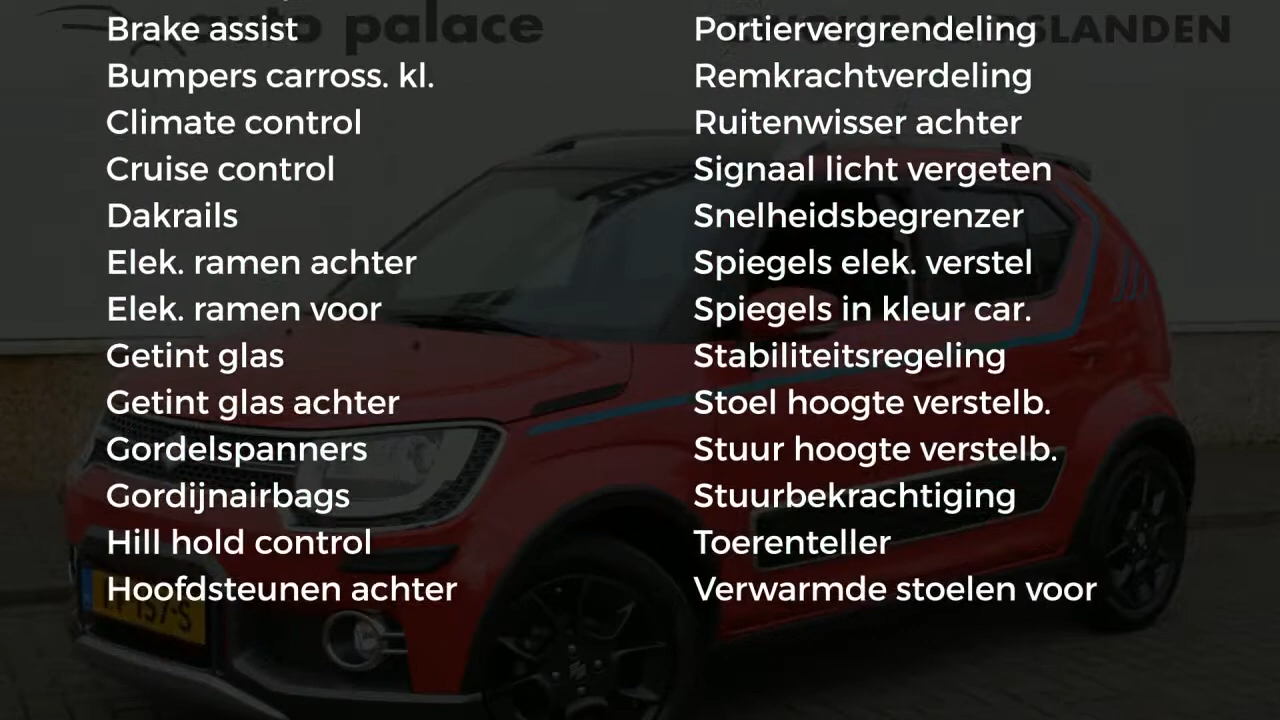 auto palace
Brake assist
Bumpers carross. kl.
Climate control
Cruise control
Dakrails
Elek. ramen achter
Elek. ramen voor
Getint glas
Getint glas achter
Gordelspanners
Gordijnairbags
Hill hold control
Hoofdsteunen achter
Portiervergrendeling
Remkrachtverdeling
Ruitenwisser achter
Signaal licht vergeten
Snelheidsbegrenzer
Spiegels elek. verstel
Spiegels in kleur car.
Stabiliteitsregeling
Stoel hoogte verstelb.
Stuur hoogte verstelb.
Stuurbekrachtiging
Toerenteller
Verwarmde stoelen voor